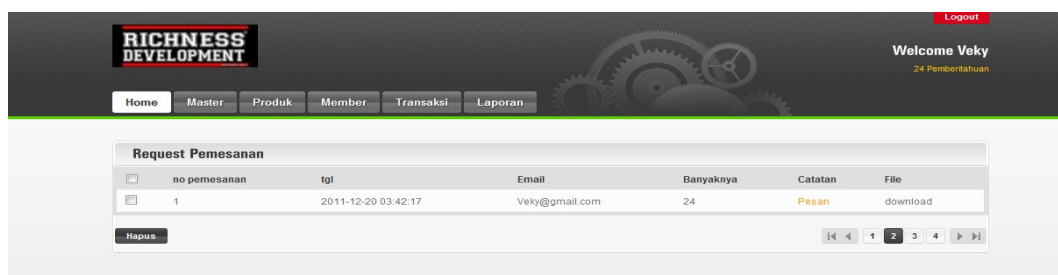 Logout
RICHNESS
DEVELOPMENT
Welcome Veky
24 Pemberitahuan
Home Master Produk Member Transaksi Laporan
Request Pemesanan
no pemesanan tgl Email Banyaknya Catatan File
1 2011-12-20 03:42:17 Veky@gmail.com 24 Pesan download
Hapus 1 2 3 4